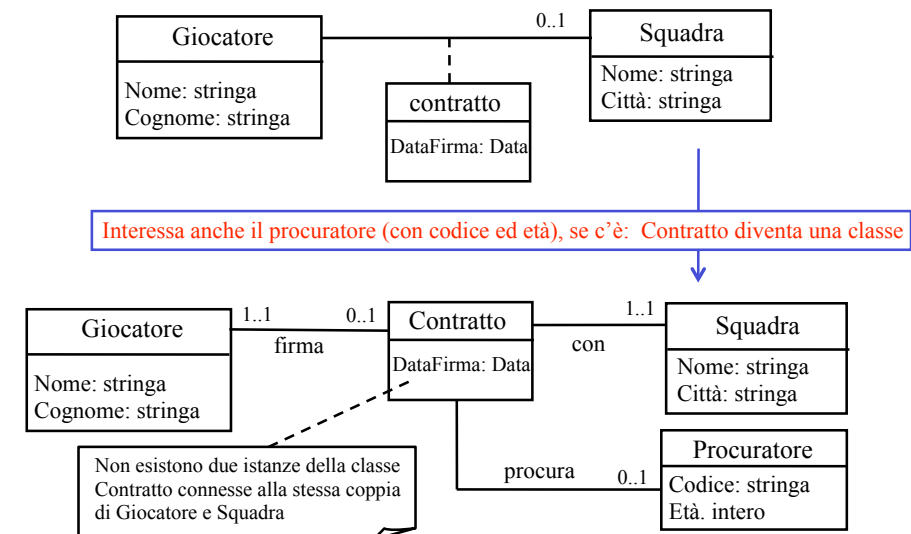 Giocatore
Nome: stringa
Cognome: stringa
0..1
Squadra
Nome: stringa
Città: stringa
contratto
DataFirma: Data
Interessa anche il procuratore (con codice ed età), se c’è: Contratto diventa una classe
Giocatore
Nome: stringa
Cognome: stringa
1..1
0..1
firma
Contratto
DataFirma: Data
1..1
con
Squadra
Nome: stringa
Città: stringa
Non esistono due istanze della classe
Contratto connesse alla stessa coppia
di Giocatore e Squadra
procura
0..1
Procuratore
Codice: stringa
Età. intero